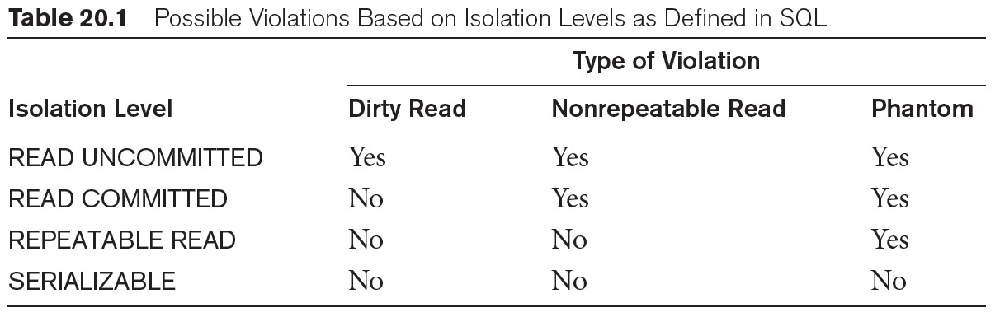 Table 20.1 Possible Violations Based on Isolation Levels as Defined in SQL
Type of Violation
Isolation Level Dirty Read Nonrepeatable Read Phantom
READ UNCOMMITTED Yes Yes Yes
READ COMMITTED No Yes Yes
REPEATABLE READ No No Yes
SERIALIZABLE No No No